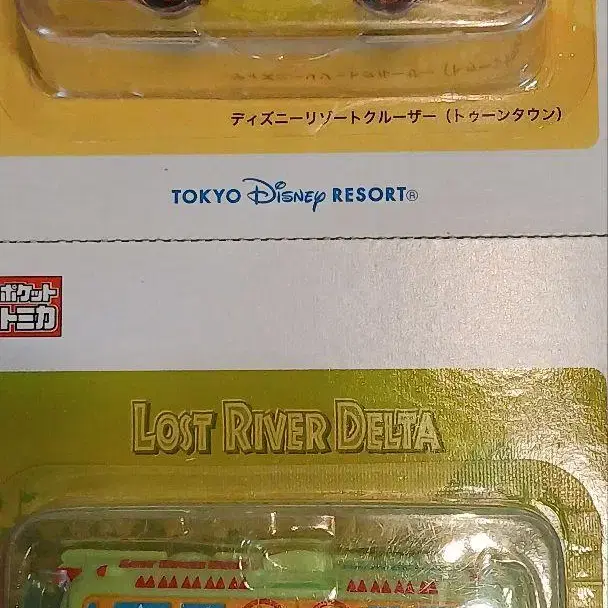 ディズニーリゾートクルーザー（トゥーンタウン）
TOKYO Disney RESORT®
ポケット
トミカ
LOST RIVER DELTA